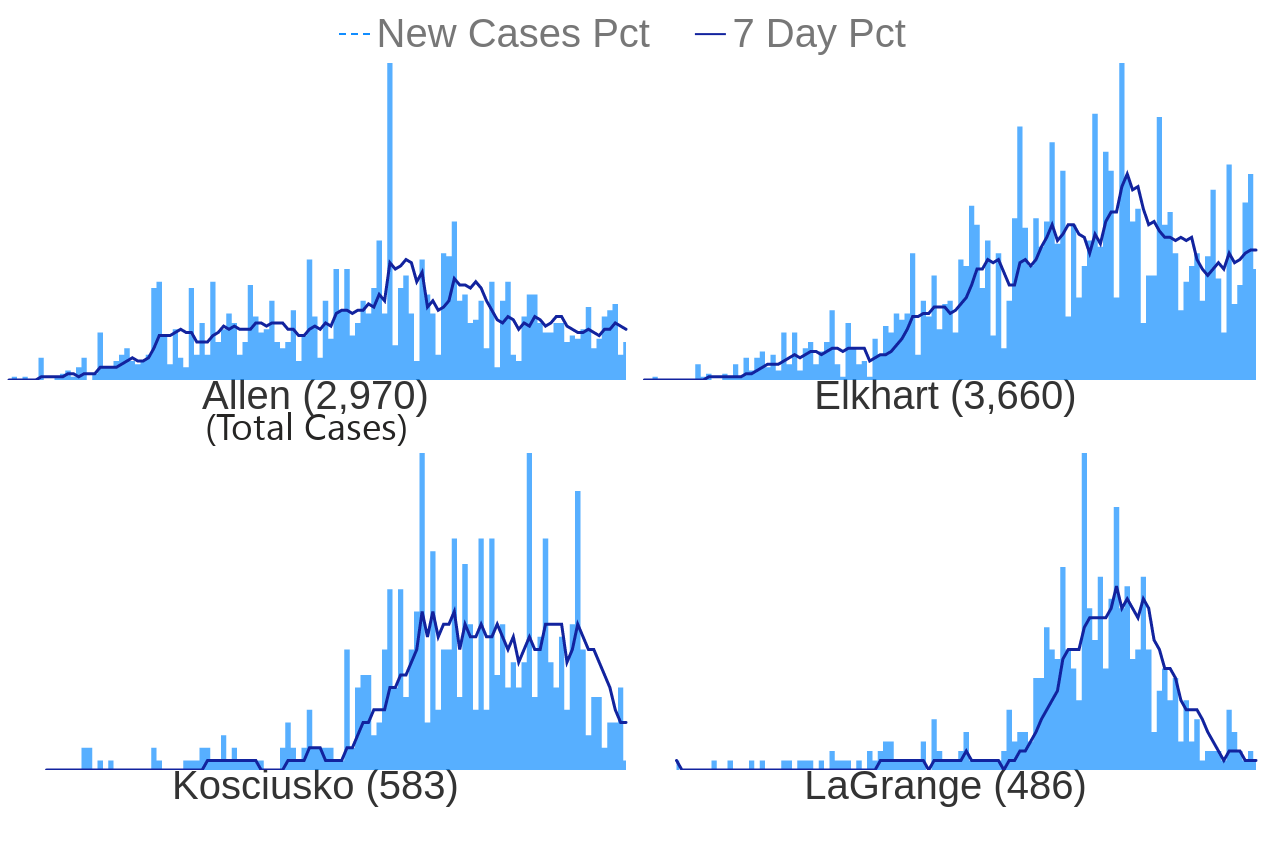 New Cases Pct 7 Day Pct
Allen (2,970)
(Total Cases)
Elkhart (3,660)
Kosciusko (583)
LaGrange (486)